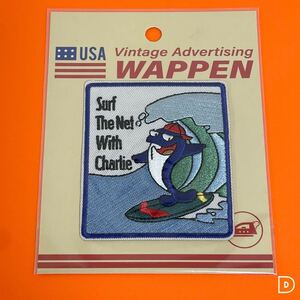 USA
Vintage Advertising
WAPPEN
Surf
The Net
With
Charlie
D